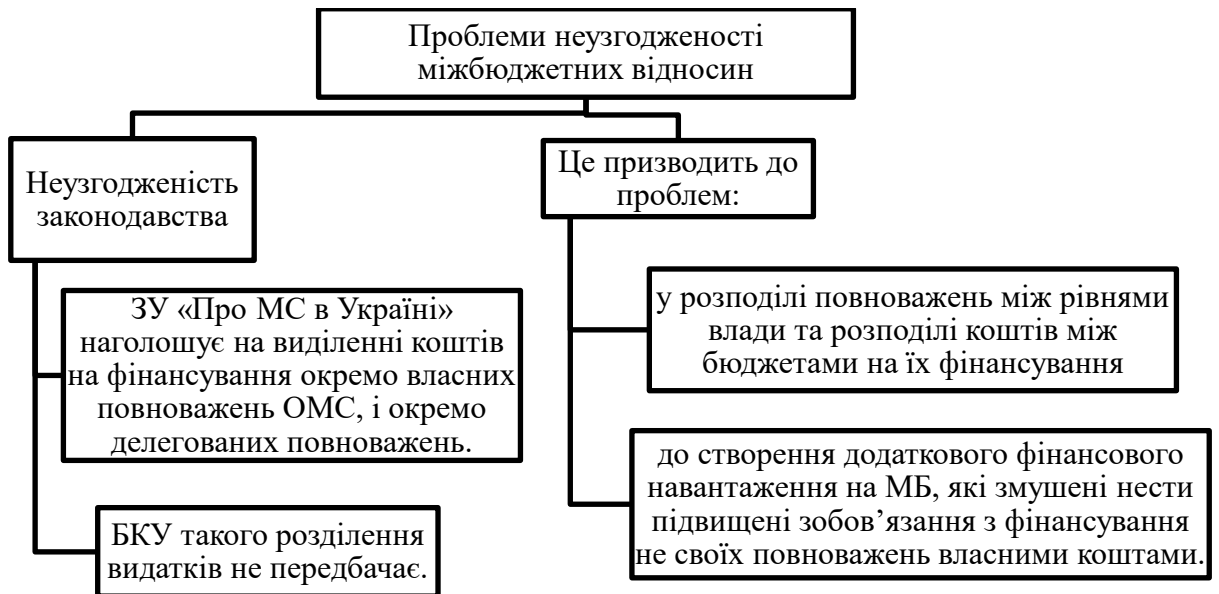 Проблеми неузгодженості
міжбюджетних відносин
Неузгодженість
законодавства
ЗУ «Про МС в Україні»
наголошує на виділенні коштів
на фінансування окремо власних
повноважень ОМС, і окремо
делегованих повноважень.
БКУ такого розділення
видатків не передбачає.
Це призводить до
проблем:
у розподілі повноважень між рівнями
влади та розподілі коштів між
бюджетами на їх фінансування
до створення додаткового фінансового
навантаження на МБ, які змушені нести
підвищені зобов’язання з фінансування
не своїх повноважень власними коштами.